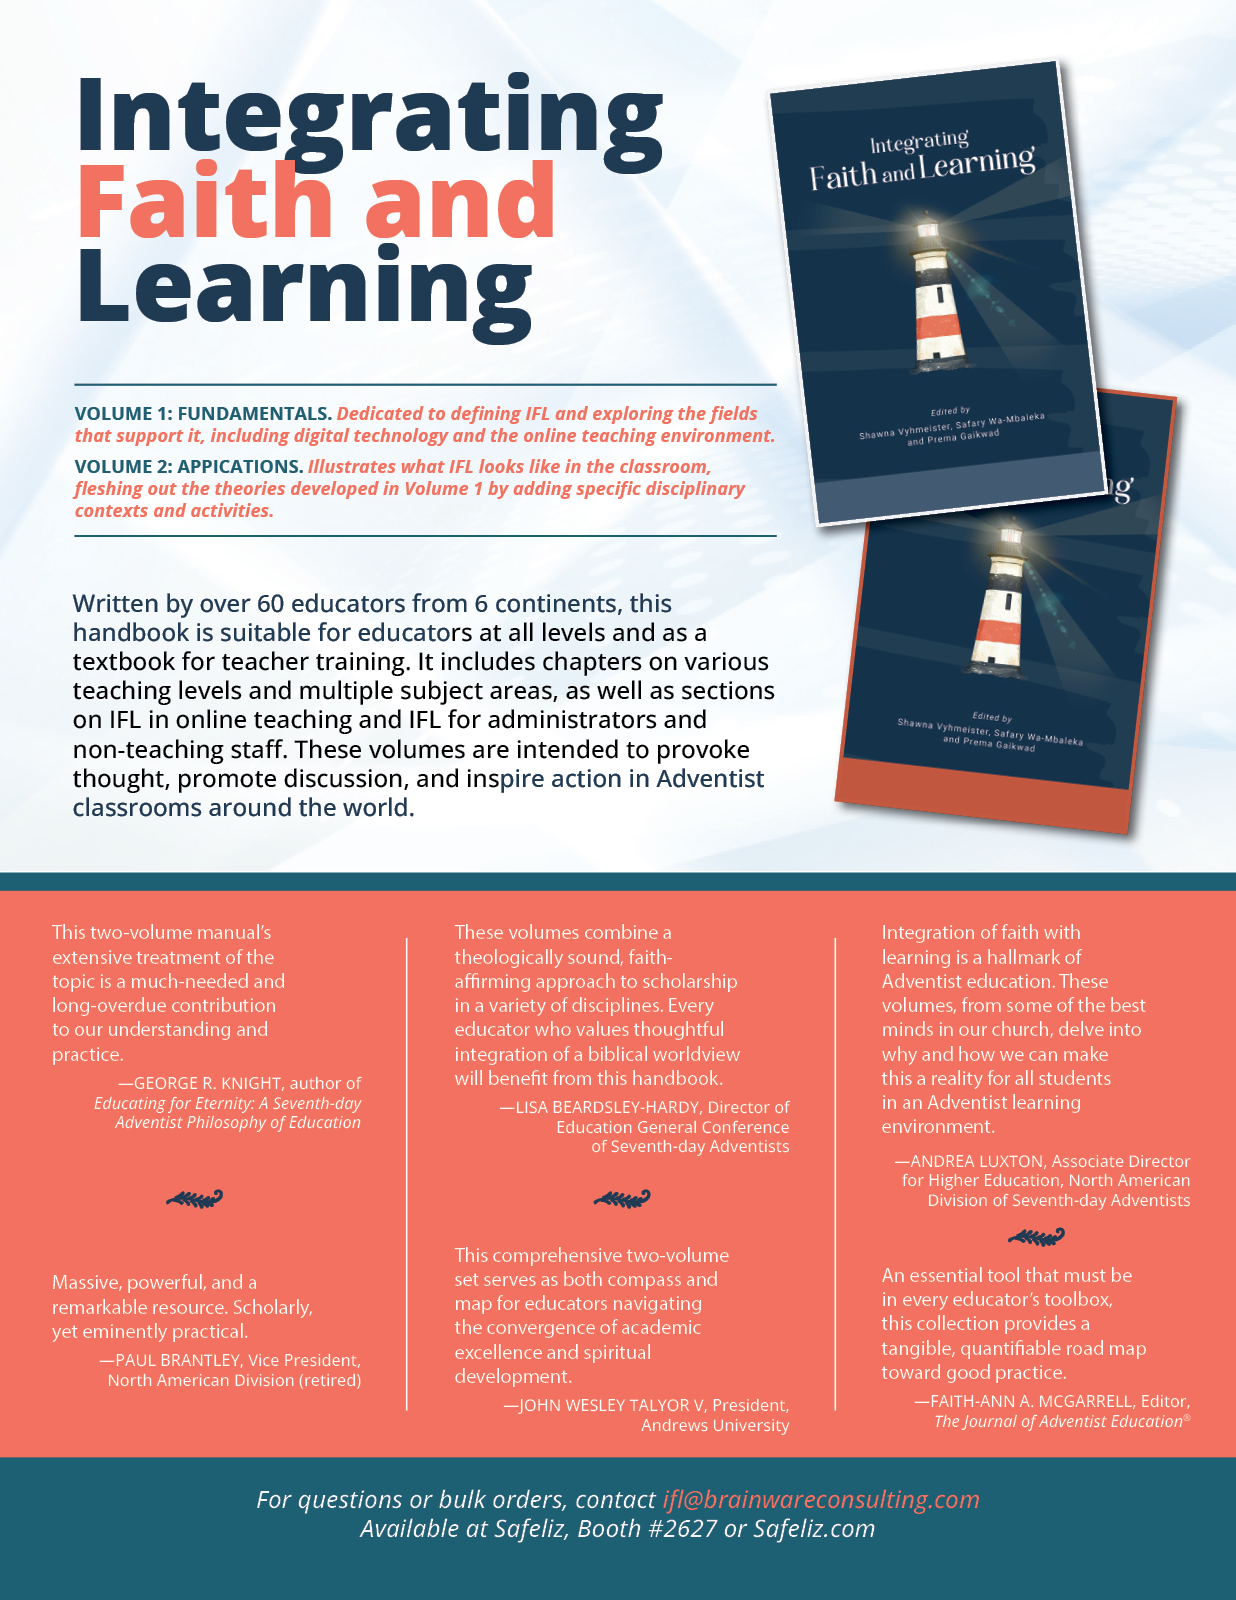 Integrating
Faith and
Learning
VOLUME 1: FUNDAMENTALS. Dedicated to defining IFL and exploring the fields
that support it, including digital technology and the online teaching environment.
VOLUME 2: APPICATIONS. Illustrates what IFL looks like in the classroom,
fleshing out the theories developed in Volume 1 by adding specific disciplinary
contexts and activities.
Written by over 60 educators from 6 continents, this
handbook is suitable for educators at all levels and as a
textbook for teacher training. It includes chapters on various
teaching levels and multiple subject areas, as well as sections
on IFL in online teaching and IFL for administrators and
non-teaching staff. These volumes are intended to provoke
thought, promote discussion, and inspire action in Adventist
classrooms around the world.
Integrating
Faith and Learning
Edited by
Shawna Vyhmeister, Safary Wa-Mbaleka
and Prema Gaikwad
ng
Edited by
Shawna Vyhmeister, Safary Wa-Mbaleka
and Prema Gaikwad
This two-volume manual's
extensive treatment of the
topic is a much-needed and
long-overdue contribution
to our understanding and
practice.
—GEORGE R. KNIGHT, author of
Educating for Eternity: A Seventh-day
Adventist Philosophy of Education
Massive, powerful, and a
remarkable resource. Scholarly,
yet eminently practical.
—PAUL BRANTLEY, Vice President,
North American Division (retired)
These volumes combine a
theologically sound, faith-
affirming approach to scholarship
in a variety of disciplines. Every
educator who values thoughtful
integration of a biblical worldview
will benefit from this handbook.
—LISA BEARDSLEY-HARDY, Director of
Education General Conference
of Seventh-day Adventists
This comprehensive two-volume
set serves as both compass and
map for educators navigating
the convergence of academic
excellence and spiritual
development.
—JOHN WESLEY TALYOR V, President,
Andrews University
Integration of faith with
learning is a hallmark of
Adventist education. These
volumes, from some of the best
minds in our church, delve into
why and how we can make
this a reality for all students
in an Adventist learning
environment.
—ANDREA LUXTON, Associate Director
for Higher Education, North American
Division of Seventh-day Adventists
An essential tool that must be
in every educator's toolbox,
this collection provides a
tangible, quantifiable road map
toward good practice.
—FAITH-ANN A. MCGARRELL, Editor,
The Journal of Adventist Education®
For questions or bulk orders, contact ifl@brainwareconsulting.com
Available at Safeliz, Booth #2627 or Safeliz.com